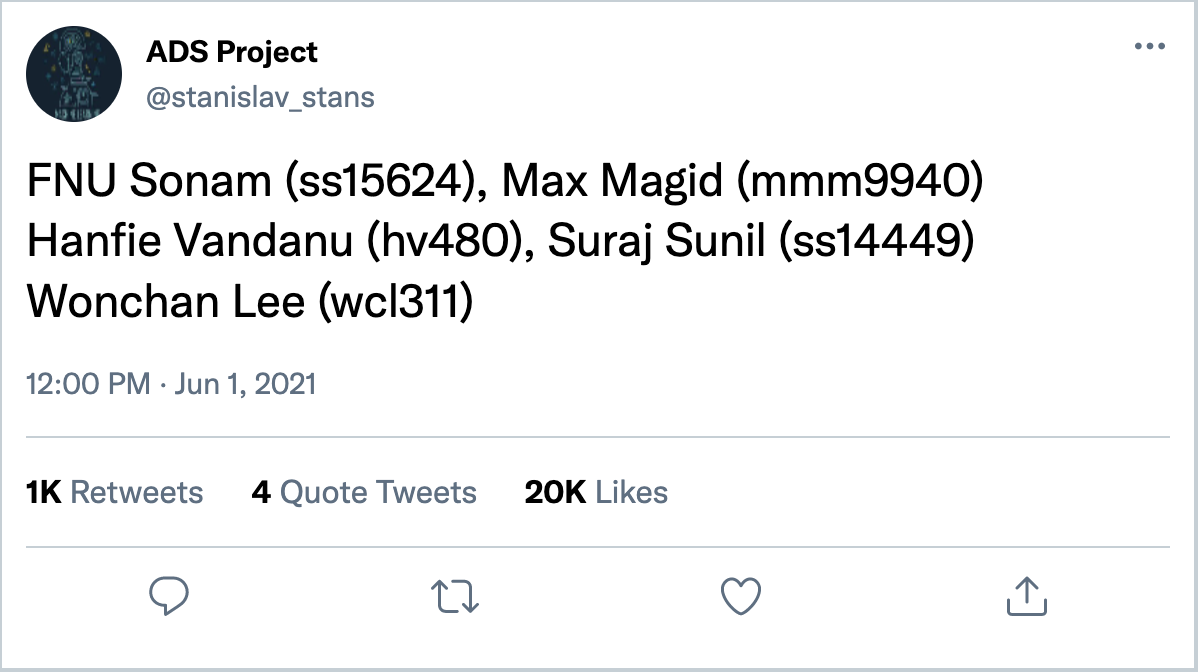 ADS Project
@stanislav_stans
FNU Sonam (ss15624), Max Magid (mmm9940)
Hanfie Vandanu (hv480), Suraj Sunil (ss14449)
Wonchan Lee (wcl311)
12:00 PM · Jun 1, 2021
1K Retweets 4 Quote Tweets 20K Likes